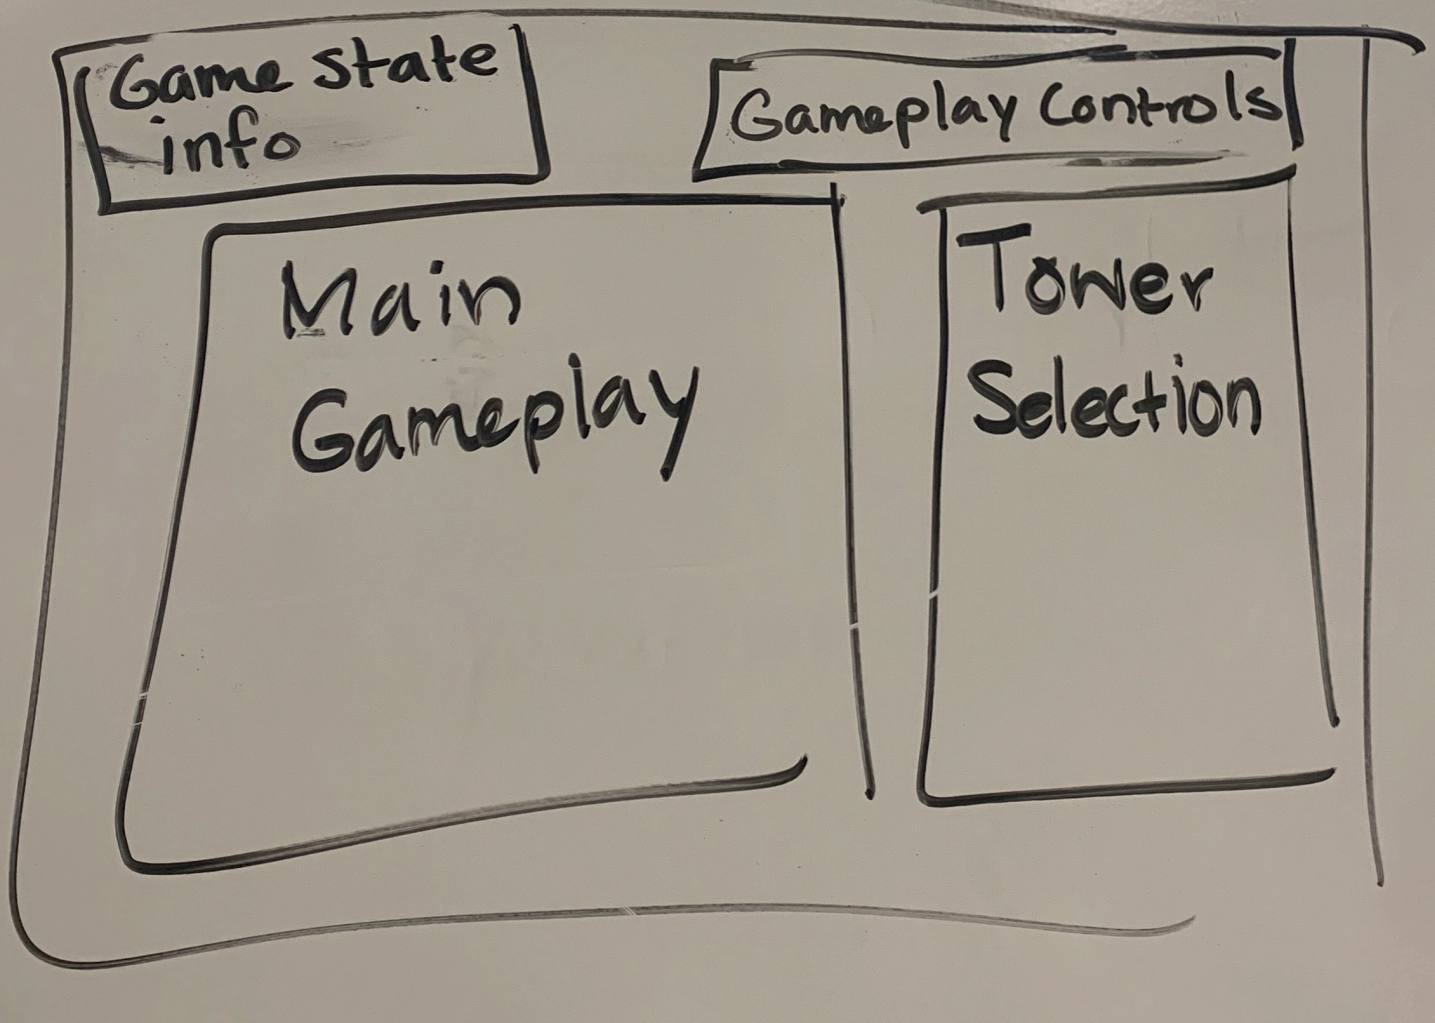 Game state
info
Gameplay Controls
Main
Gameplay
Tower
Selection